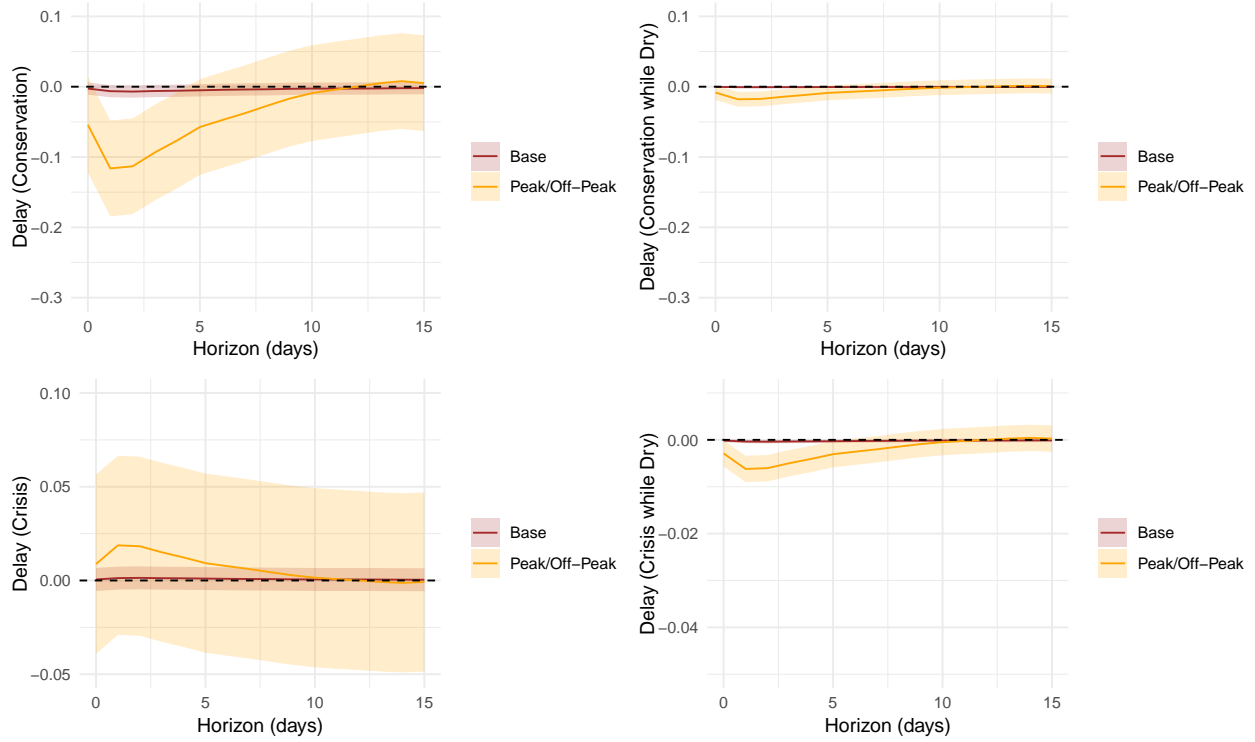 Delay (Conservation)
0.1
0.0
−0.1
−0.2
−0.3
0
5
10
15
Horizon (days)
Base
Peak/Off−Peak
Delay (Conservation while Dry)
0.1
0.0
−0.1
−0.2
−0.3
0
5
10
15
Horizon (days)
Base
Peak/Off−Peak
Delay (Crisis)
0.10
0.05
0.00
−0.05
0
5
10
15
Horizon (days)
Base
Peak/Off−Peak
Delay (Crisis while Dry)
0.00
−0.02
−0.04
0
5
10
15
Horizon (days)
Base
Peak/Off−Peak